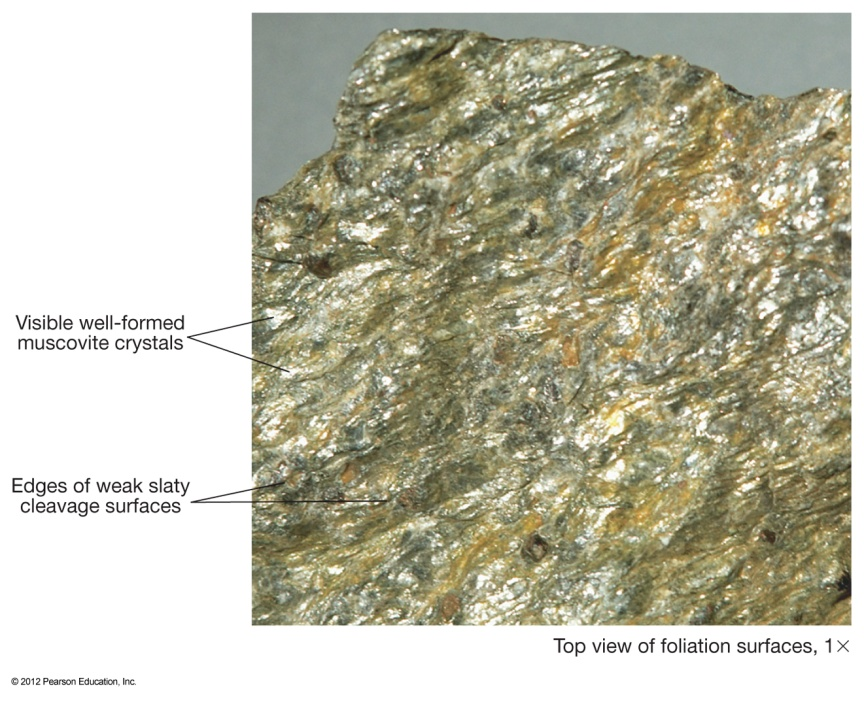 Visible well-formed
muscovite crystals
Edges of weak slaty
cleavage surfaces
Top view of foliation surfaces, 1×
© 2012 Pearson Education, Inc.